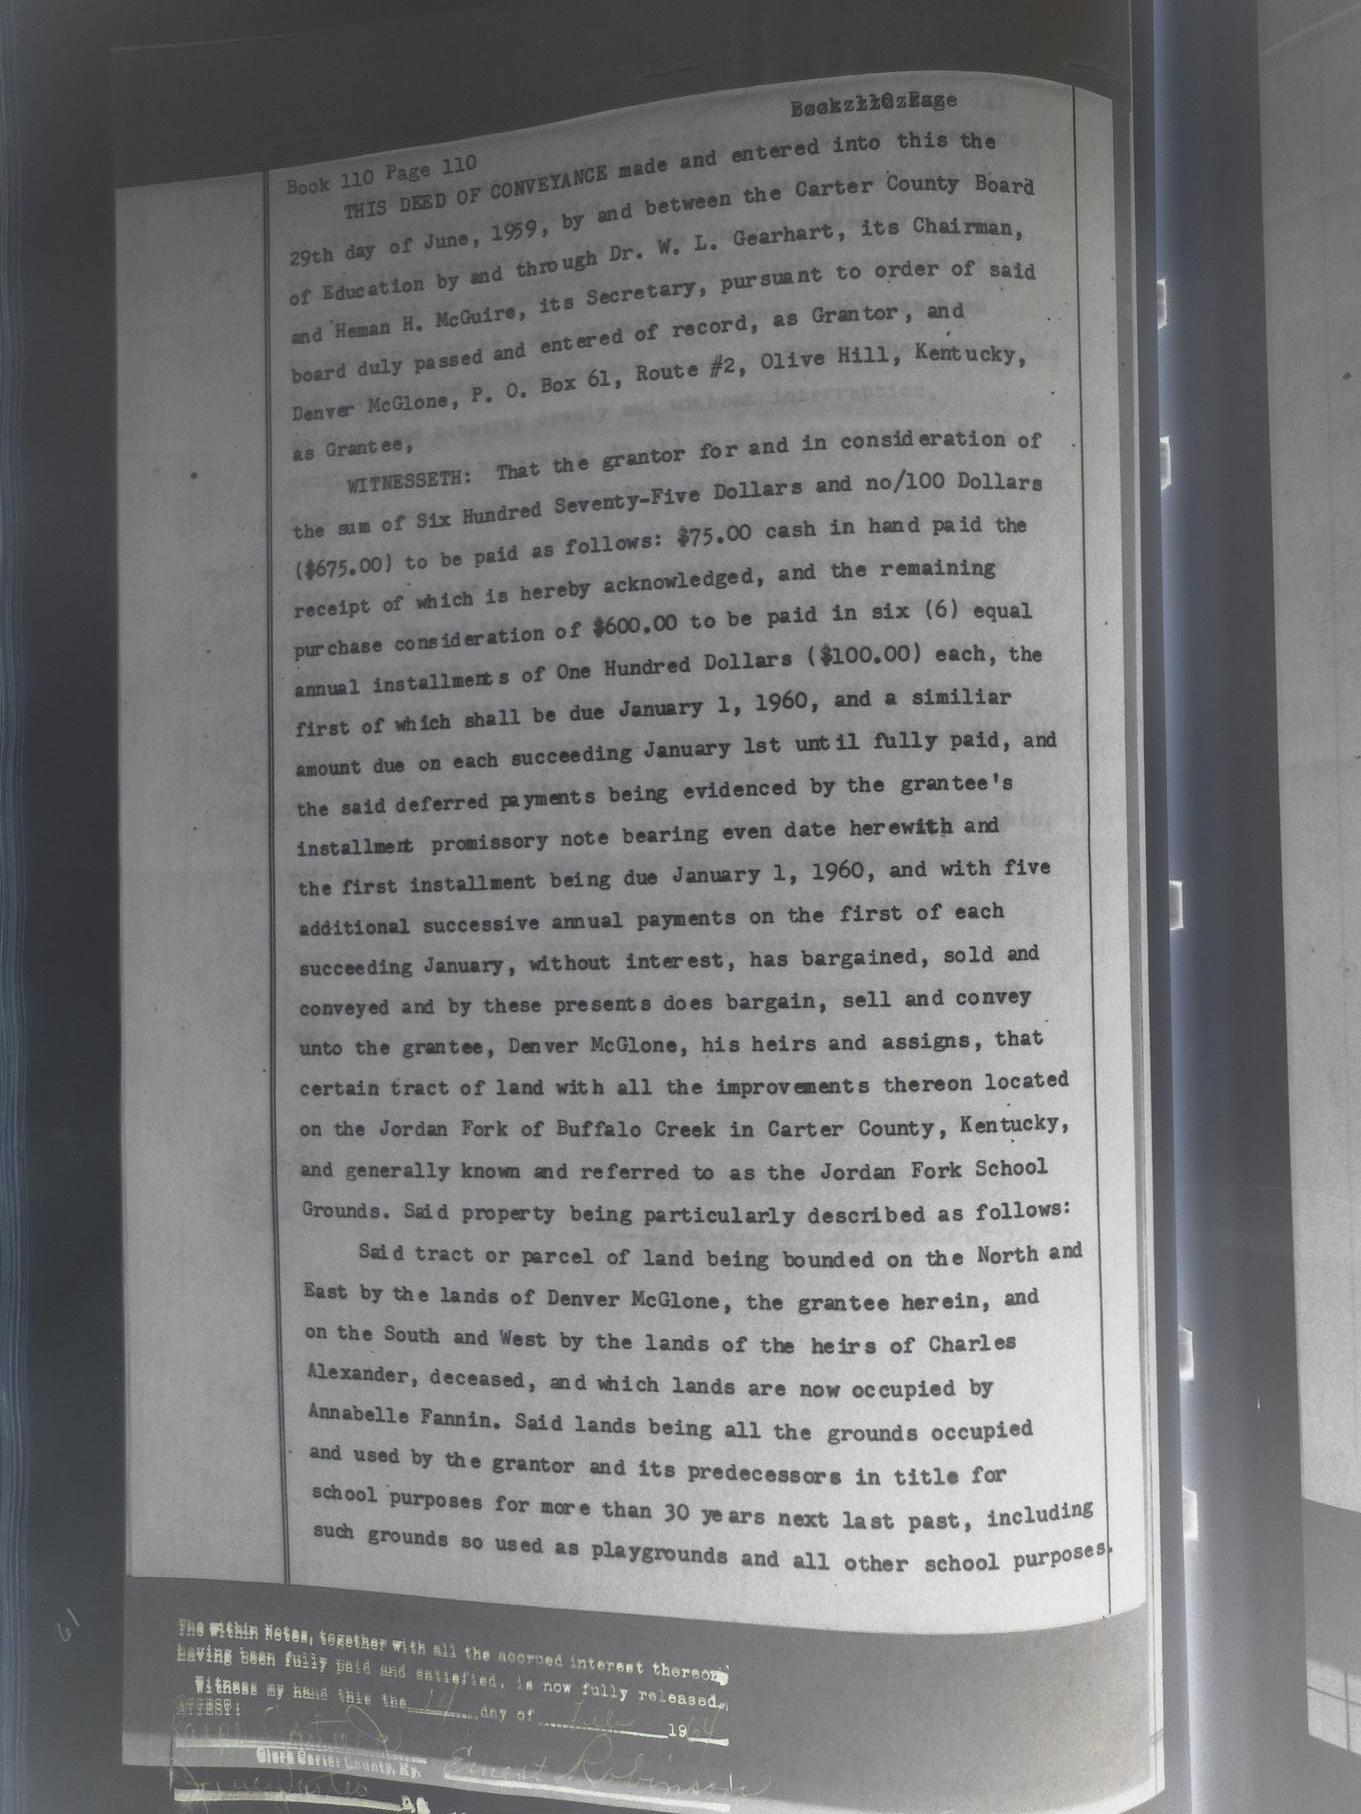 Bookzll0zPage
Book 110 Page 110
THIS DEED OF CONVEYANCE made and entered into this the
29th day of June, 1959, by and between the Carter County Board
of Education by and through Dr. W. L. Gearhart, its Chairman,
and Heman H. McGuire, its Secretary, pursuant to order of said
board duly passed and entered of record, as Grantor, and
Denver McGlone, P. O. Box 61, Route #2, Olive Hill, Kentucky,
as Grantee,
WITNESSETH: That the grantor for and in consideration of
the sum of Six Hundred Seventy-Five Dollars and no/100 Dollars
($675.00) to be paid as follows: $75.00 cash in hand paid the
receipt of which is hereby acknowledged, and the remaining
purchase consideration of $600.00 to be paid in six (6) equal
annual installments of One Hundred Dollars ($100.00) each, the
first of which shall be due January 1, 1960, and a similiar
amount due on each succeeding January 1st until fully paid, and
the said deferred payments being evidenced by the grantee's
installment promissory note bearing even date herewith and
the first installment being due January 1, 1960, and with five
additional successive annual payments on the first of each
succeeding January, without interest, has bargained, sold and
conveyed and by these presents does bargain, sell and convey
unto the grantee, Denver McGlone, his heirs and assigns, that
certain tract of land with all the improvements thereon located
on the Jordan Fork of Buffalo Creek in Carter County, Kentucky,
and generally known and referred to as the Jordan Fork School
Grounds. Said property being particularly described as follows:
Said tract or parcel of land being bounded on the North and
East by the lands of Denver McGlone, the grantee herein, and
on the South and West by the lands of the heirs of Charles
Alexander, deceased, and which lands are now occupied by
Annabelle Fannin. Said lands being all the grounds occupied
and used by the grantor and its predecessors in title for
school purposes for more than 30 years next last past, including
such grounds so used as playgrounds and all other school purposes.
The within Notes, together with all the accrued interest thereon,
having been fully paid and satisfied, is now fully released.
Witness my hand this the 14 day of Feb 1964
ATTEST:
Clerk Carter County, Ky. Ernest Robinson
D.C.
61